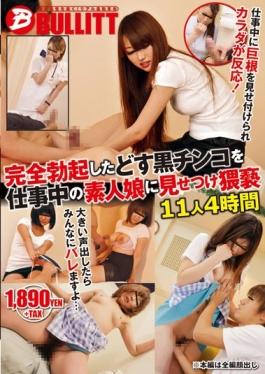 BULLITT
仕事中に巨根を見せつけられ
カラダが反応!
完全勃起したどす黒チンコを
仕事中の素人娘に見せつけ猥褻
11人4時間
大きい声出したら
みんなにバレますよ…
1,890YEN
+TAX
※本編は全編顔出し